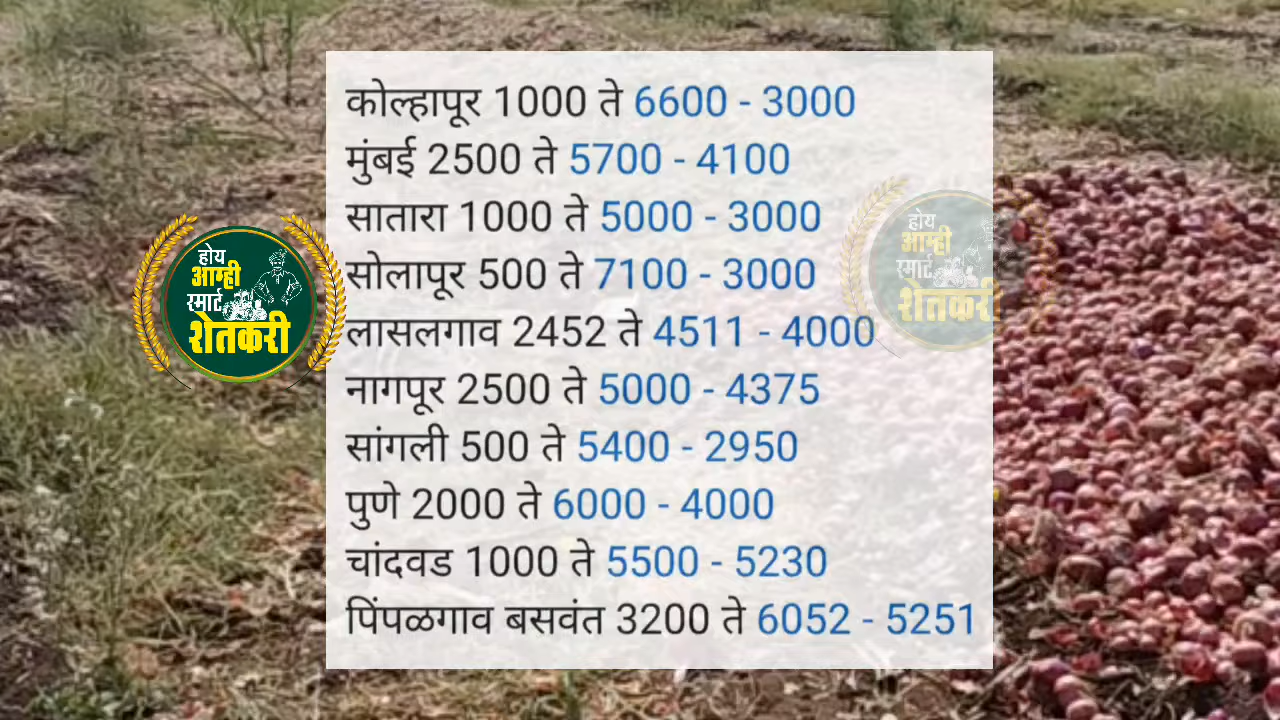 कोल्हापूर 1000 ते 6600 - 3000
मुंबई 2500 ते 5700 - 4100
सातारा 1000 ते 5000 - 3000
सोलापूर 500 ते 7100 - 3000
लासलगाव 2452 ते 4511 - 4000
नागपूर 2500 ते 5000 - 4375
सांगली 500 ते 5400 - 2950
पुणे 2000 ते 6000 - 4000
चांदवड 1000 ते 5500 - 5230
पिंपळगाव बसवंत 3200 ते 6052 - 5251
होय
आम्ही
स्मार्ट
शेतकरी
होय
आम्ही
स्मार्ट
शेतकरी